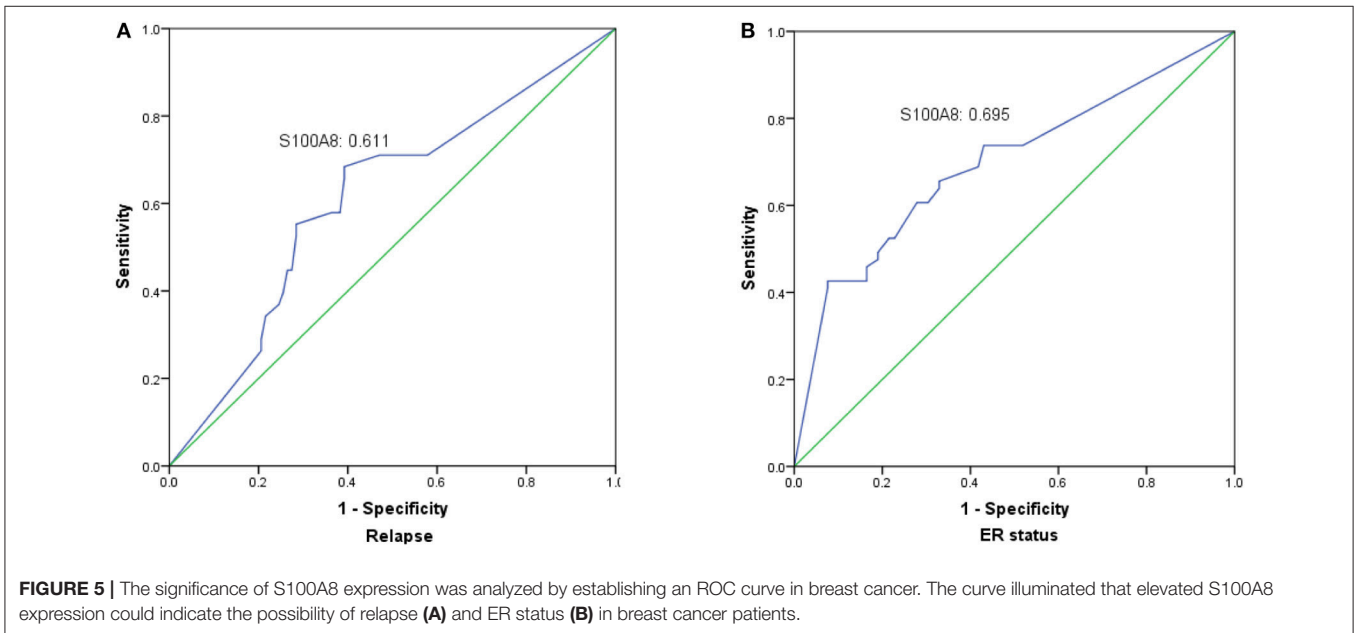 A
1.0
0.8
0.6
0.4
0.2
0.0
Sensitivity
S100A8: 0.611
0.0 0.2 0.4 0.6 0.8 1.0
1 - Specificity
Relapse
B
1.0
0.8
0.6
0.4
0.2
0.0
Sensitivity
S100A8: 0.695
0.0 0.2 0.4 0.6 0.8 1.0
1 - Specificity
ER status
FIGURE 5 | The significance of S100A8 expression was analyzed by establishing an ROC curve in breast cancer. The curve illuminated that elevated S100A8
expression could indicate the possibility of relapse (A) and ER status (B) in breast cancer patients.